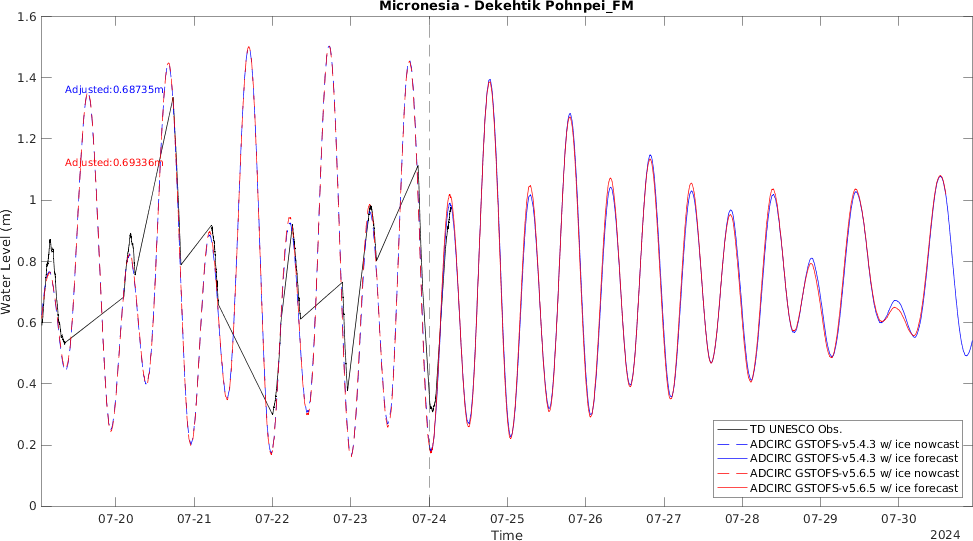 Micronesia - Dekehtik Pohnpei_FM
1.6
1.4
1.2
1
0.8
0.6
0.4
0.2
0
Water Level (m)
Adjusted:0.68735m
Adjusted:0.69336m
TD UNESCO Obs.
ADCIRC GSTOFS-v5.4.3 w/ ice nowcast
ADCIRC GSTOFS-v5.4.3 w/ ice forecast
ADCIRC GSTOFS-v5.6.5 w/ ice nowcast
ADCIRC GSTOFS-v5.6.5 w/ ice forecast
07-20 07-21 07-22 07-23 07-24 07-25 07-26 07-27 07-28 07-29 07-30
Time
2024